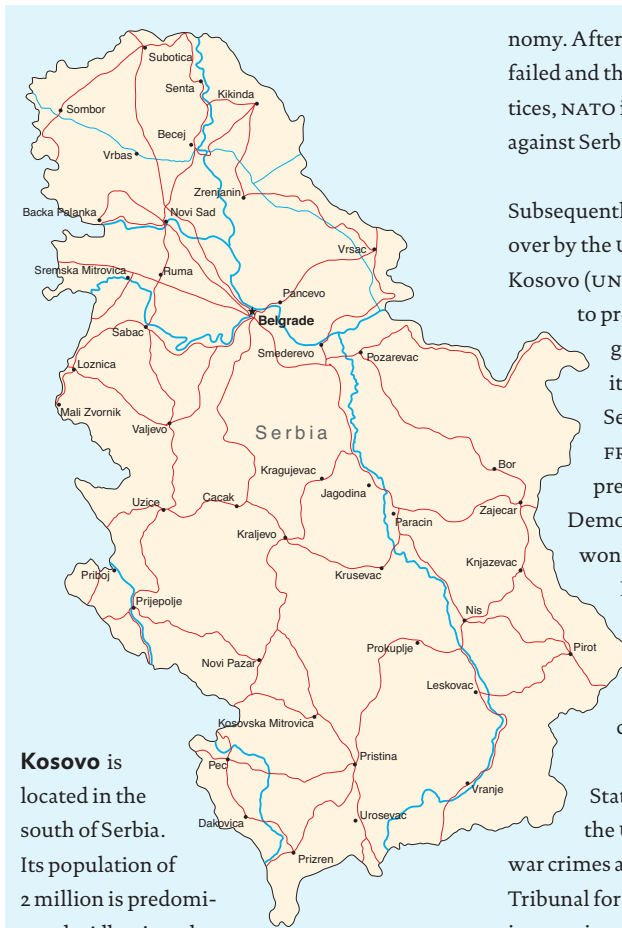 Subotica
Senta
Kikinda
Sombor
Becej
Vrbas
Zrenjanin
Backa Palanka
Novi Sad
Vrsac
Sremska Mitrovica
Ruma
Pancevo
Belgrade
Sabac
Smederevo
Pozarevac
Loznica
Mali Zvornik
Valjevo
Serbia
Kragujevac
Bor
Jagodina
Uzice
Cacak
Zajecar
Paracin
Kraljevo
Knjazevac
Krusevac
Priboj
Prijepolje
Nis
Prokuplje
Pirot
Novi Pazar
Leskovac
Kosovska Mitrovica
Pristina
Pec
Vranje
Urosevac
Dakovica
Prizren
Kosovo is
located in the
south of Serbia.
Its population of
2 million is predomi-
nomy. After
failed and th
tices, NATO i
against Serb
Subsequentl
over by the U
Kosovo (UN
to pr
g
it
Se
FR
pre
Demo
won
c
Stat
the U
war crimes a
Tribunal for